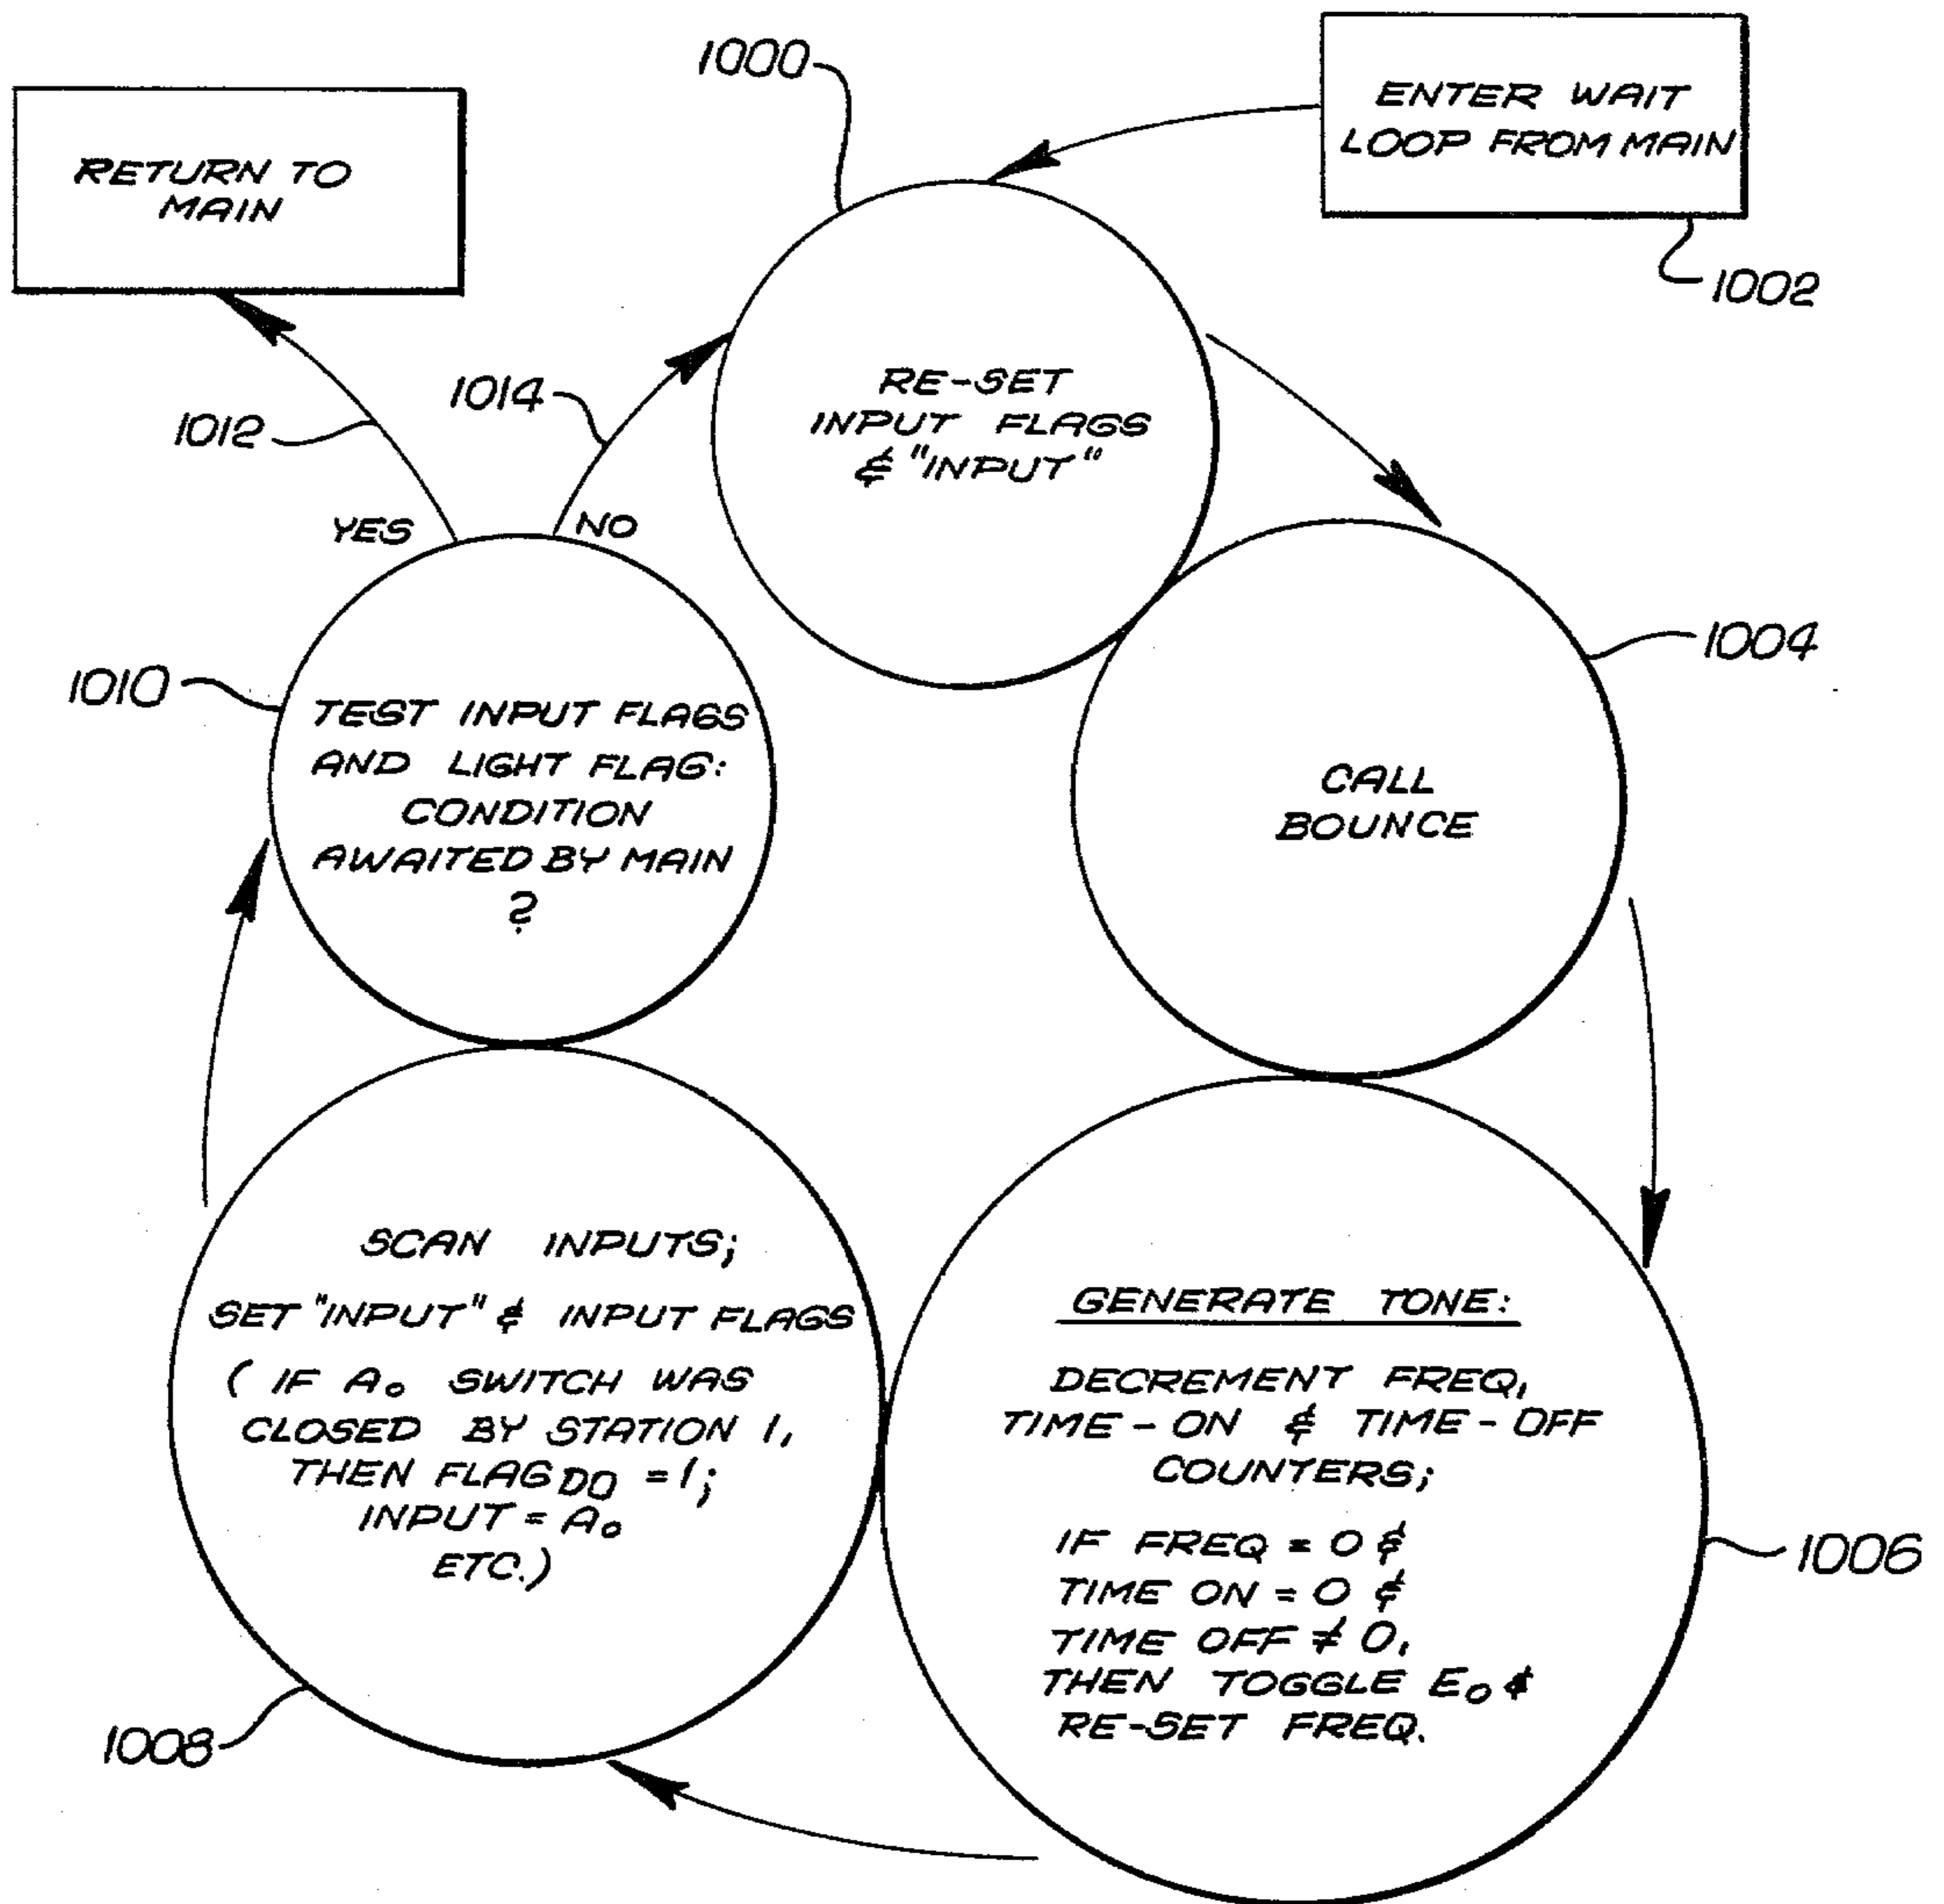 1000
ENTER WAIT
LOOP FROM MAIN
1002
RETURN TO
MAIN
1012
YES
1014
NO
RE-SET
INPUT FLAGS
& "INPUT"
1004
CALL
BOUNCE
GENERATE TONE:
DECREMENT FREQ,
TIME-ON & TIME-OFF
COUNTERS;
IF FREQ = 0 &
TIME ON = 0 &
TIME OFF ≠ 0,
THEN TOGGLE E₀ &
RE-SET FREQ.
1006
SCAN INPUTS;
SET "INPUT" & INPUT FLAGS
( IF A₀ SWITCH WAS
CLOSED BY STATION 1,
THEN FLAG DO = 1;
INPUT = A₀
ETC.)
1008
1010
TEST INPUT FLAGS
AND LIGHT FLAG:
CONDITION
AWAITED BY MAIN
?